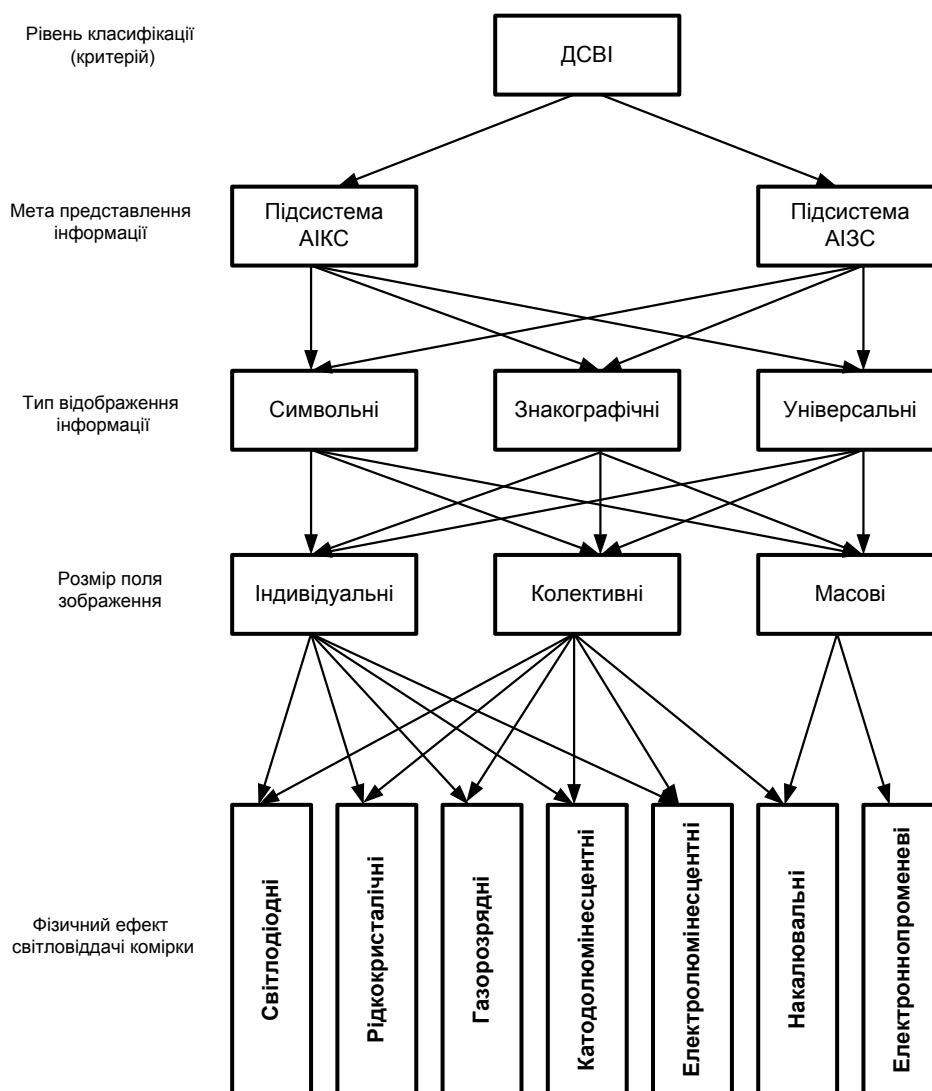 Рівень класифікації
(критерій)
ДСВІ
Мета представлення
інформації
Підсистема
АІКС
Підсистема
АІЗС
Тип відображення
інформації
Символьні
Знакографічні
Універсальні
Розмір поля
зображення
Індивідуальні
Колективні
Масові
Фізичний ефект
світловіддачі комірки
Світлодіодні
Рідкокристалічні
Газорозрядні
Катодолюмінесцентні
Електролюмінесцентні
Накалювальні
Електроннопроменеві